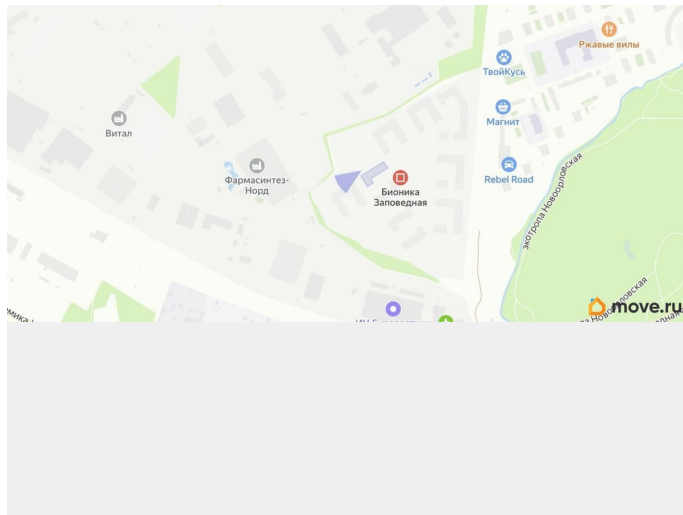 Ржавые вилы
ТвойКусь
Магнит
Витал
Фармасинтез-
Норд
Бионика
Заповедная
Rebel Road
экотропа Новоорловская
move.ru